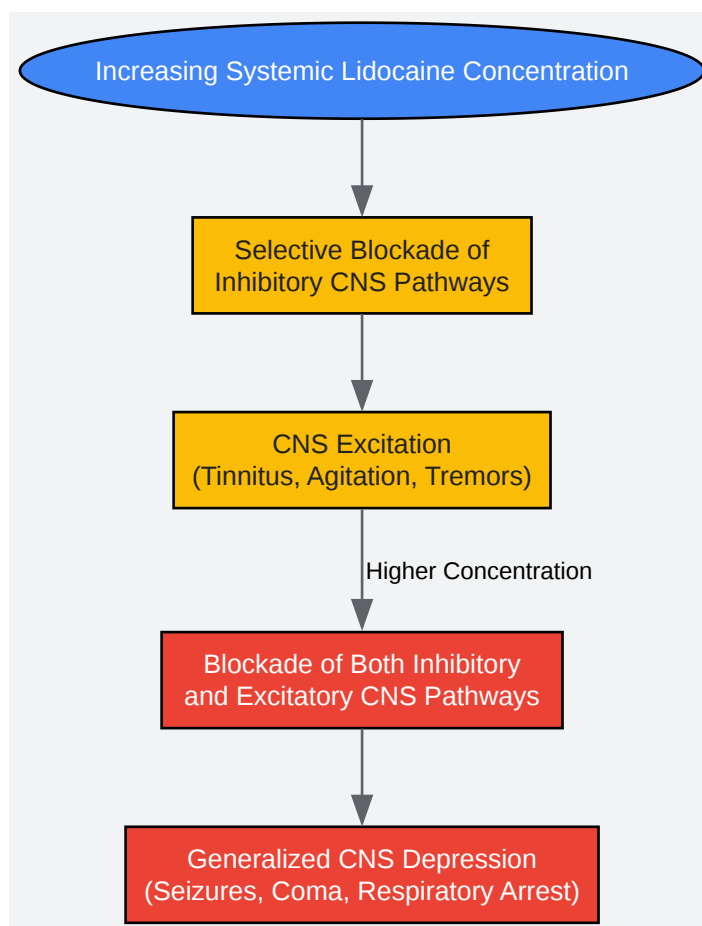 Increasing Systemic Lidocaine Concentration
Selective Blockade of
Inhibitory CNS Pathways
CNS Excitation
(Tinnitus, Agitation, Tremors)
Higher Concentration
Blockade of Both Inhibitory
and Excitatory CNS Pathways
Generalized CNS Depression
(Seizures, Coma, Respiratory Arrest)